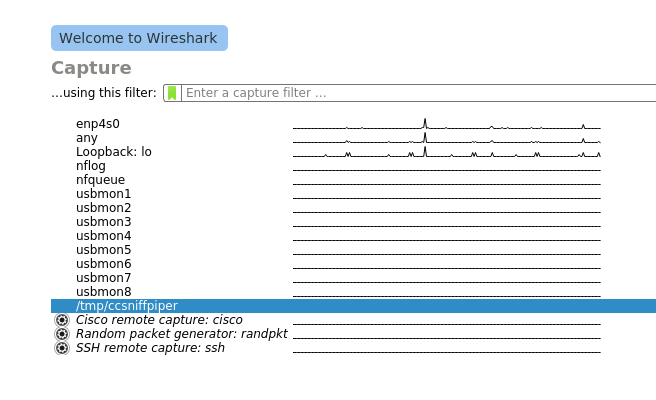 Welcome to Wireshark
Capture
...using this filter: Enter a capture filter ...
enp4s0
any
Loopback: lo
nflog
nfqueue
usbmon1
usbmon2
usbmon3
usbmon4
usbmon5
usbmon6
usbmon7
usbmon8
/tmp/ccsniffpiper
Cisco remote capture: cisco
Random packet generator: randpkt
SSH remote capture: ssh